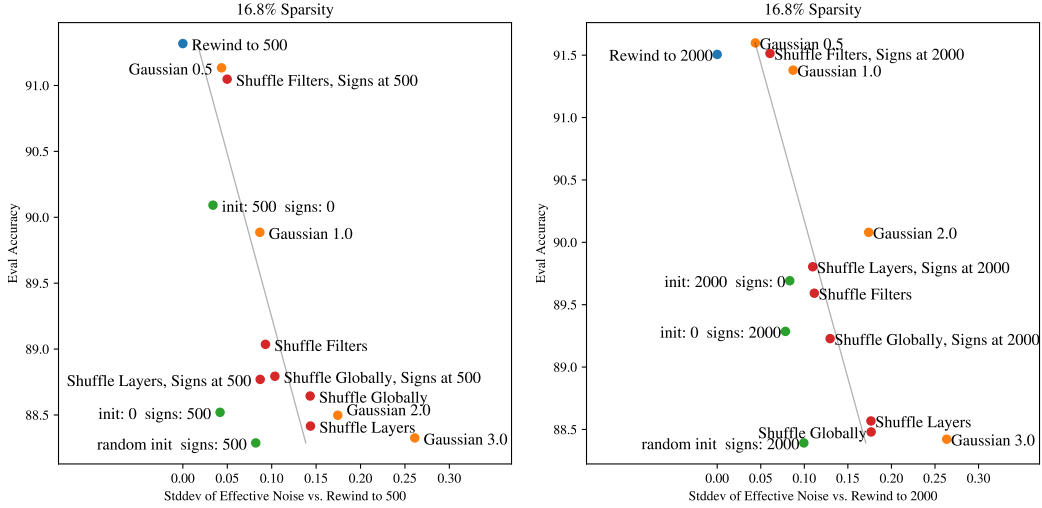 16.8% Sparsity
Rewind to 500
Gaussian 0.5
Shuffle Filters, Signs at 500
91.0
90.5
init: 500  signs: 0
90.0
Gaussian 1.0
89.5
Eval Accuracy
89.0
Shuffle Filters
Shuffle Layers, Signs at 500
Shuffle Globally, Signs at 500
Shuffle Globally
88.5
init: 0  signs: 500
Gaussian 2.0
Shuffle Layers
random init  signs: 500
Gaussian 3.0
0.00 0.05 0.10 0.15 0.20 0.25 0.30
Stddev of Effective Noise vs. Rewind to 500
16.8% Sparsity
Gaussian 0.5
91.5
Rewind to 2000
Shuffle Filters, Signs at 2000
Gaussian 1.0
91.0
90.5
90.0
Gaussian 2.0
Eval Accuracy
Shuffle Layers, Signs at 2000
init: 2000  signs: 0
Shuffle Filters
89.5
init: 0  signs: 2000
Shuffle Globally, Signs at 2000
89.0
88.5
Shuffle Layers
Shuffle Globally
random init  signs: 2000
Gaussian 3.0
0.00 0.05 0.10 0.15 0.20 0.25 0.30
Stddev of Effective Noise vs. Rewind to 2000